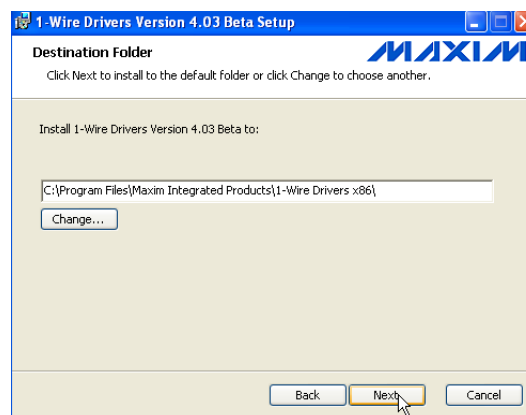 1-Wire Drivers Version 4.03 Beta Setup
Destination Folder
MAXIM
Click Next to install to the default folder or click Change to choose another.
Install 1-Wire Drivers Version 4.03 Beta to:
C:\Program Files\Maxim Integrated Products\1-Wire Drivers x86\
Change...
Back Next Cancel